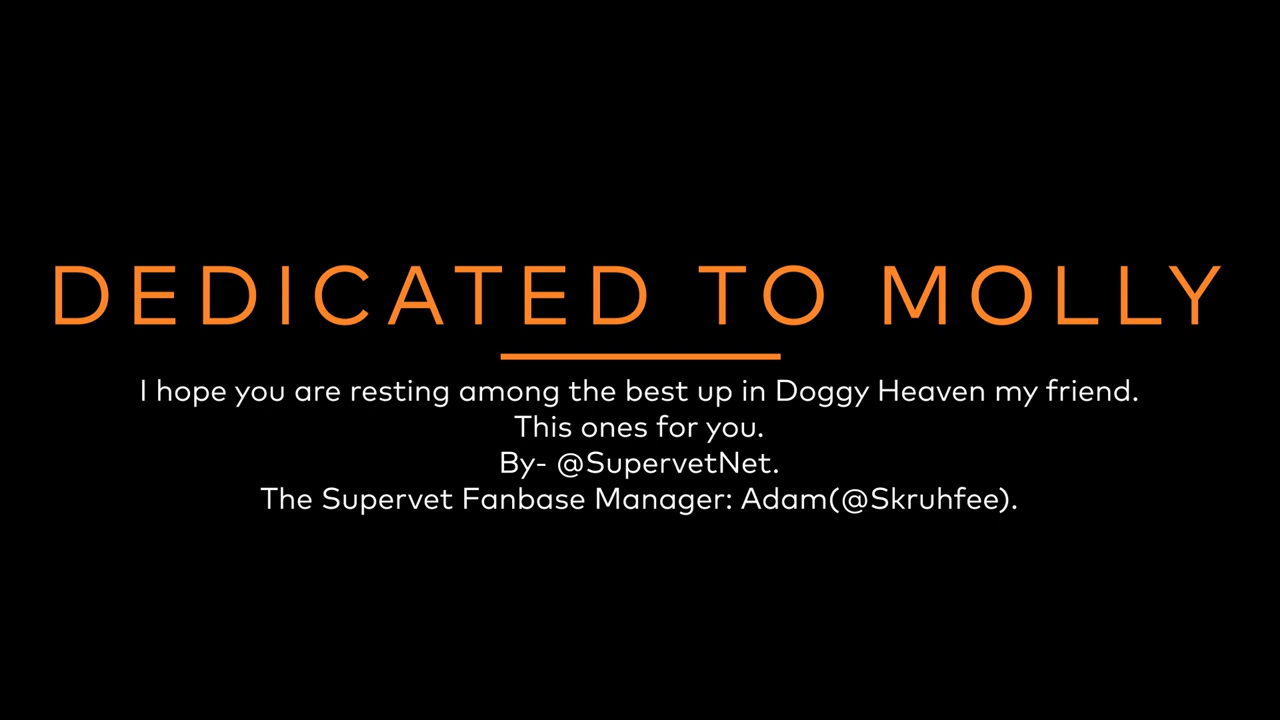 DEDICATED TO MOLLY
I hope you are resting among the best up in Doggy Heaven my friend.
This ones for you.
By- @SupervetNet.
The Supervet Fanbase Manager: Adam(@Skruhfee).